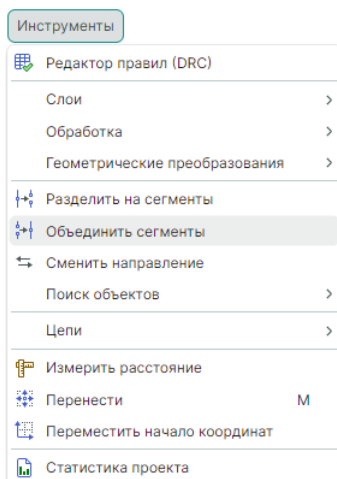 Инструменты
Редактор правил (DRC)
Слои
Обработка
Геометрические преобразования
Разделить на сегменты
Объединить сегменты
Сменить направление
Поиск объектов
Цепи
Измерить расстояние
Перенести M
Переместить начало координат
Статистика проекта